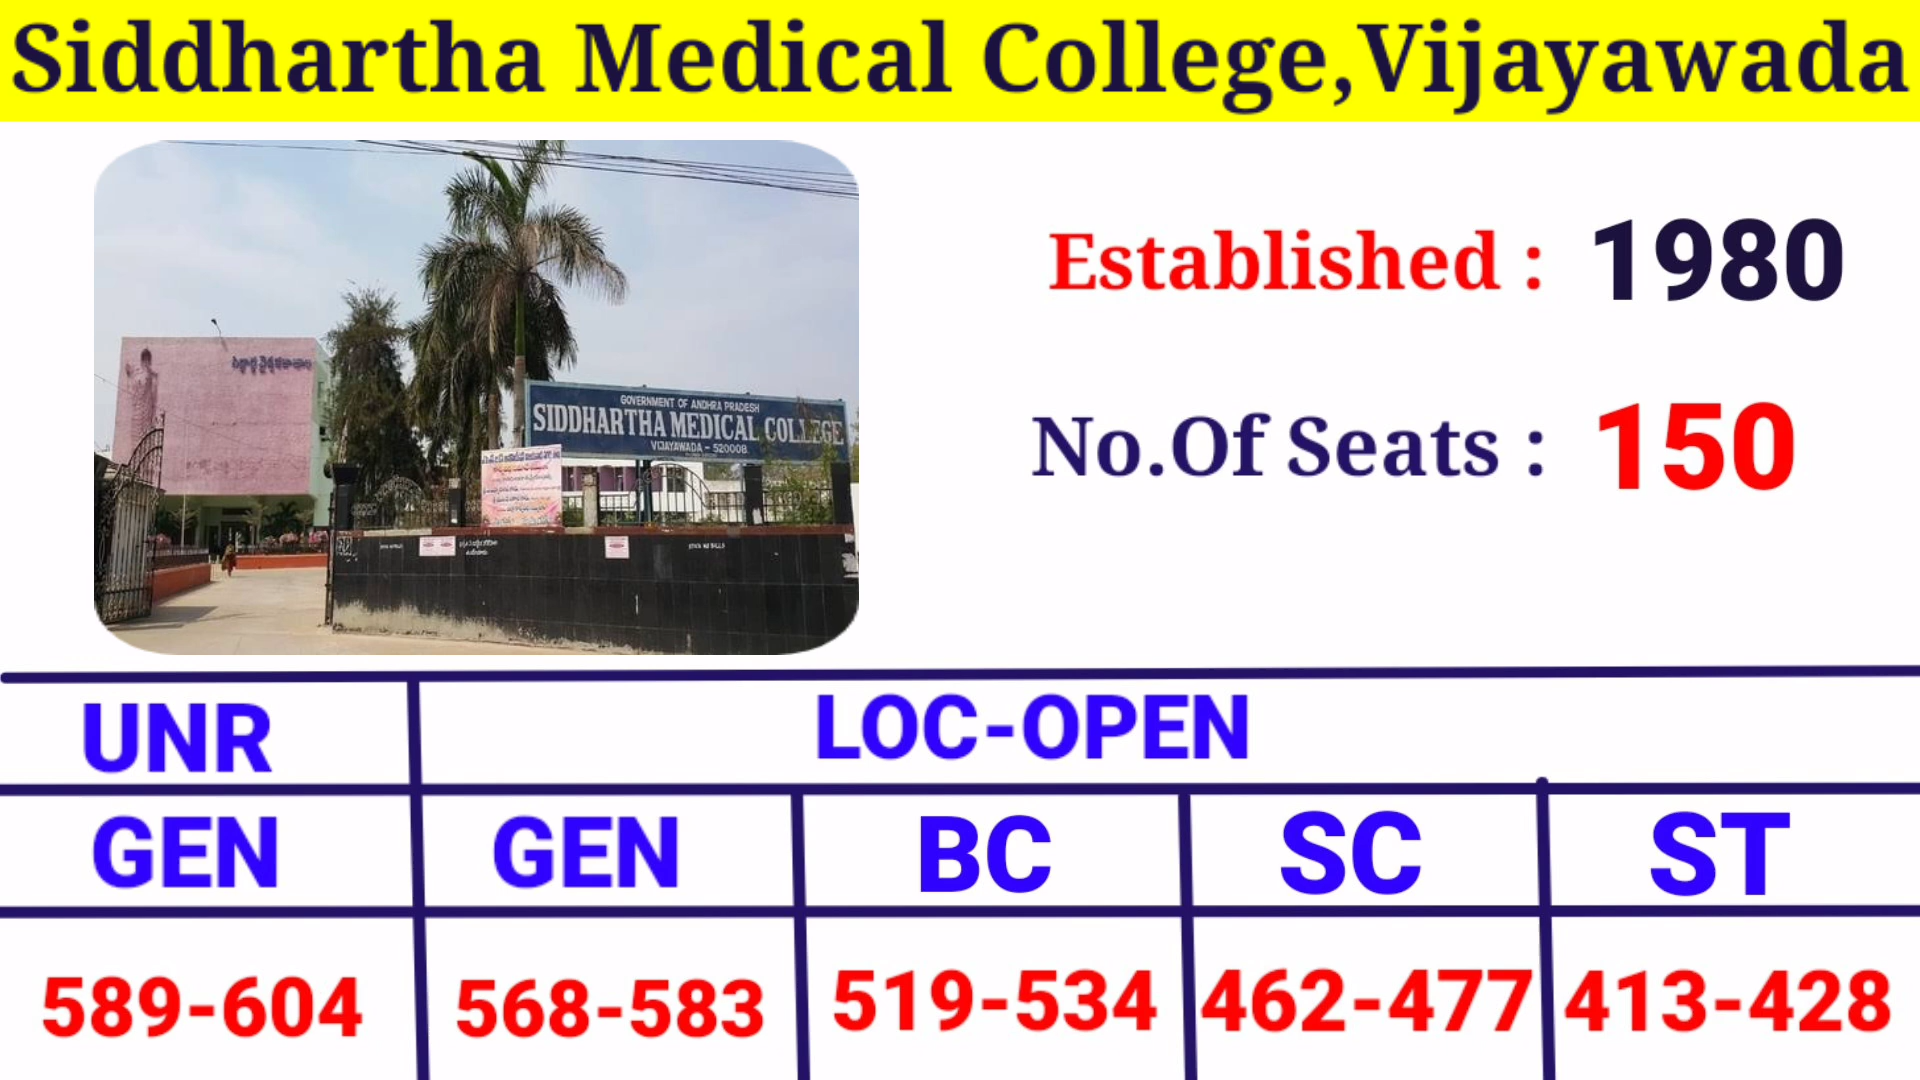 Siddhartha Medical College,Vijayawada
Established : 1980
No.Of Seats : 150
GOVERNMENT OF ANDHRA PRADESH
SIDDHARTHA MEDICAL COLLEGE
VIJAYAWADA - 520008.
UNR
LOC-OPEN
GEN
GEN
BC
SC
ST
589-604
568-583
519-534
462-477
413-428